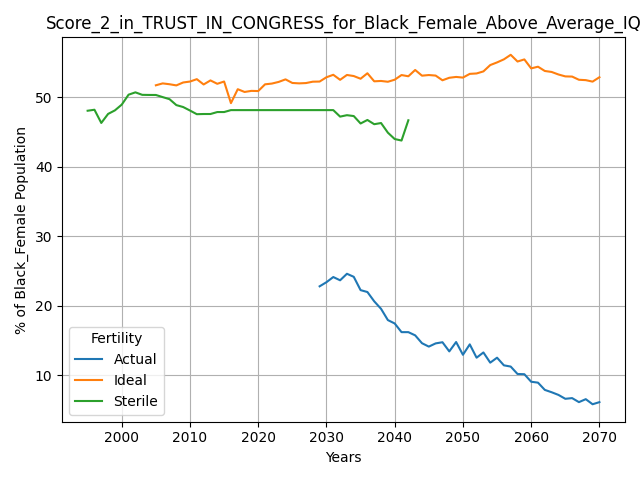 Score_2_in_TRUST_IN_CONGRESS_for_Black_Female_Above_Average_IQ
% of Black_Female Population
50
40
30
20
10
Fertility
Actual
Ideal
Sterile
2000 2010 2020 2030 2040 2050 2060 2070
Years